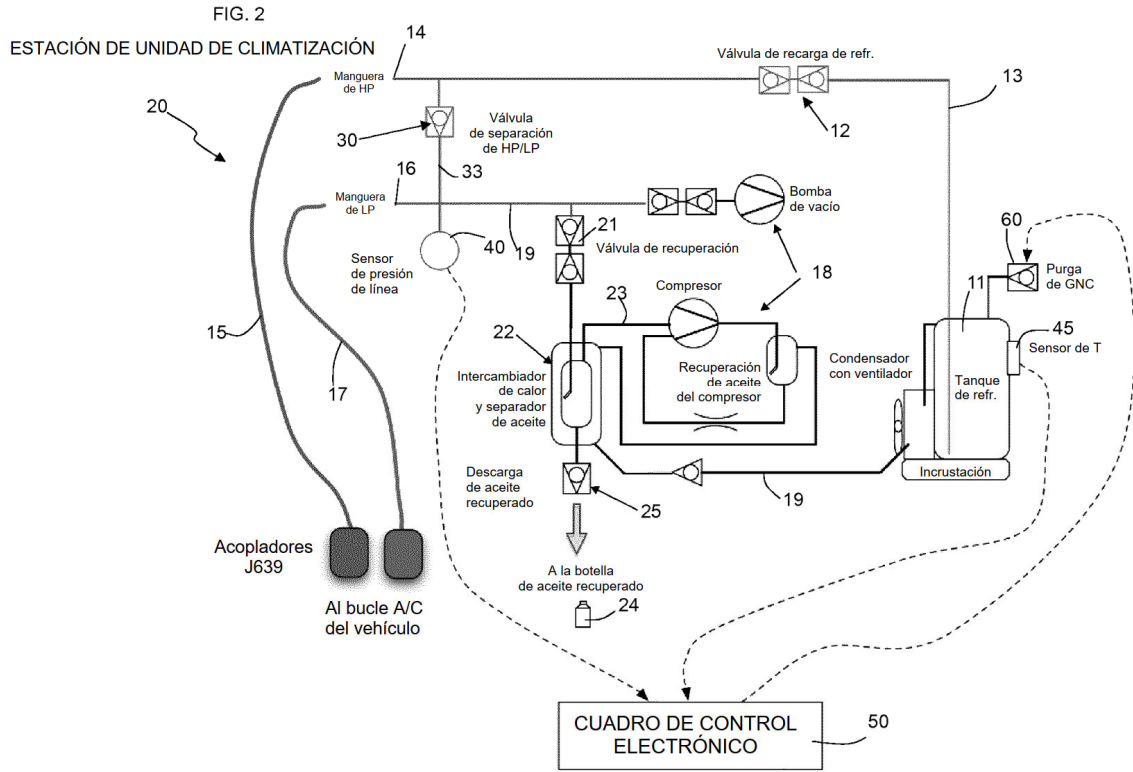 FIG. 2
ESTACIÓN DE UNIDAD DE CLIMATIZACIÓN
14
Manguera
de HP
Válvula de recarga de refr.
12
13
20
30
Válvula
de separación
de HP/LP
33
16
Manguera
de LP
19
21
Válvula de recuperación
Bomba
de vacío
18
40
Sensor
de presión
de línea
15
17
60
Purga
de GNC
11
45
Sensor de T
Compresor
23
22
Intercambiador
de calor
y separador
de aceite
Recuperación
de aceite
del compresor
Condensador
con ventilador
Tanque
de refr.
Incrustación
19
Descarga
de aceite
recuperado
25
Acopladores
J639
Al bucle A/C
del vehículo
A la botella
de aceite recuperado
24
CUADRO DE CONTROL
ELECTRÓNICO
50